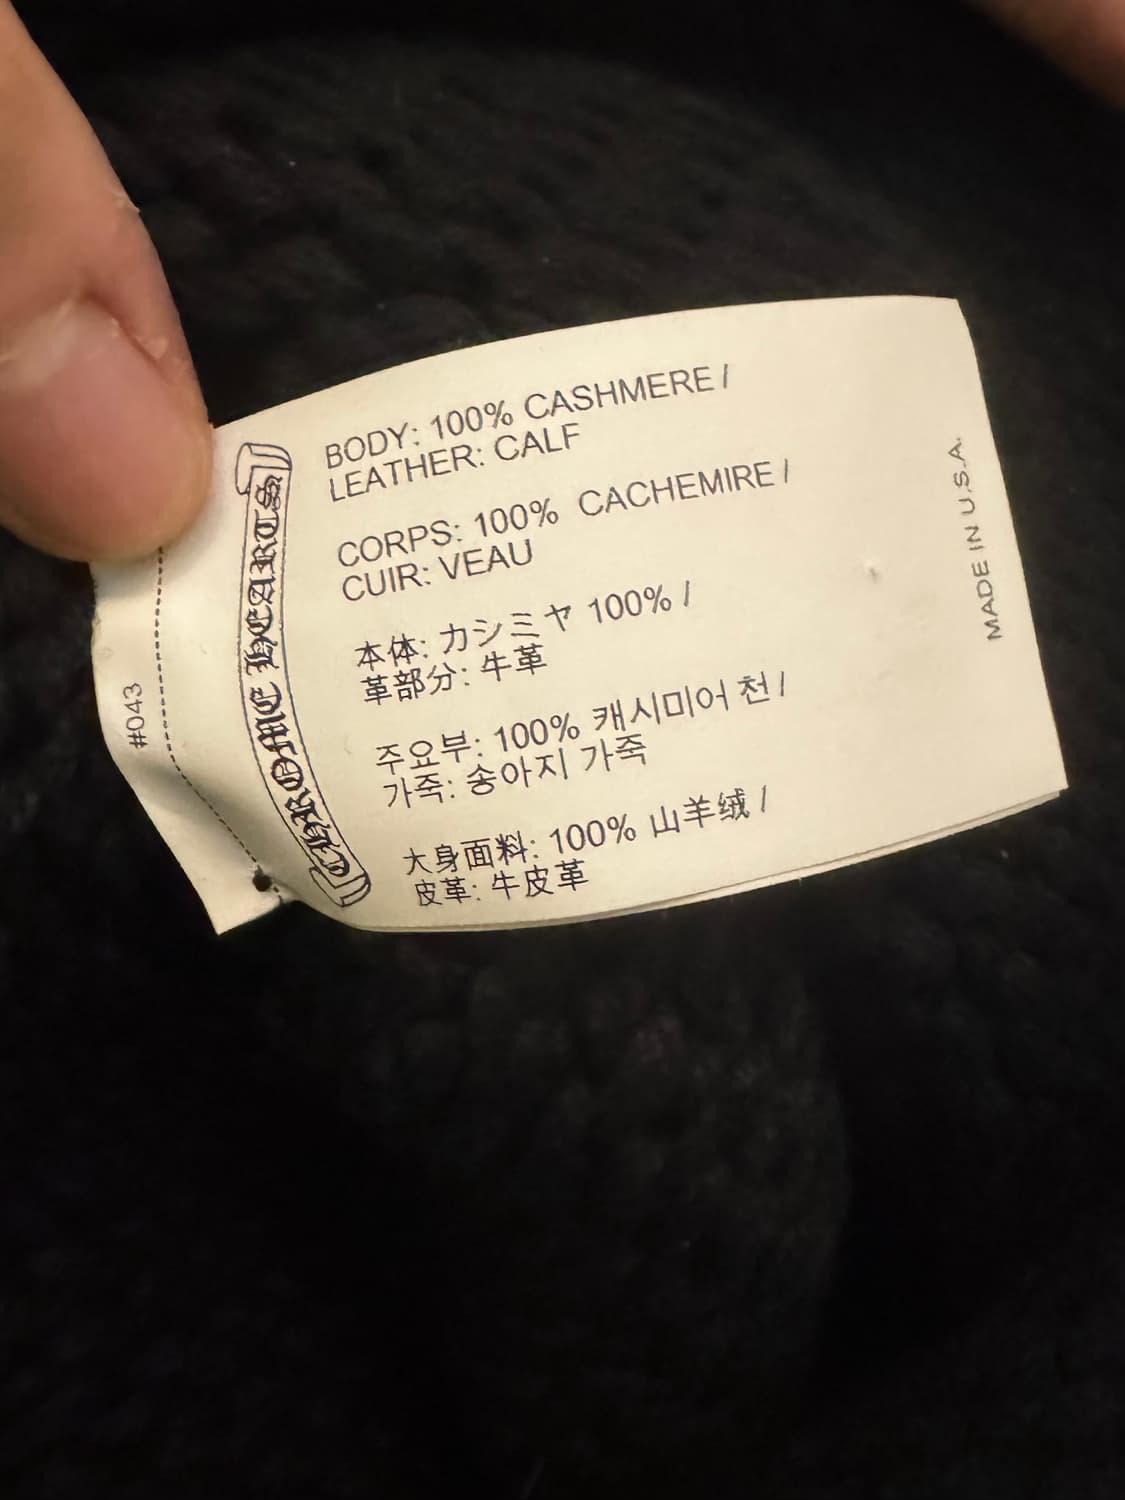 BODY: 100% CASHMERE /
LEATHER: CALF
CORPS: 100% CACHEMIRE /
CUIR: VEAU
本体: カシミヤ 100% /
革部分: 牛革
주요부: 100% 캐시미어 천 /
가죽: 송아지 가죽
大身面料: 100% 山羊绒 /
皮革: 牛皮革
CHROME HEARTS
#043
MADE IN U.S.A.